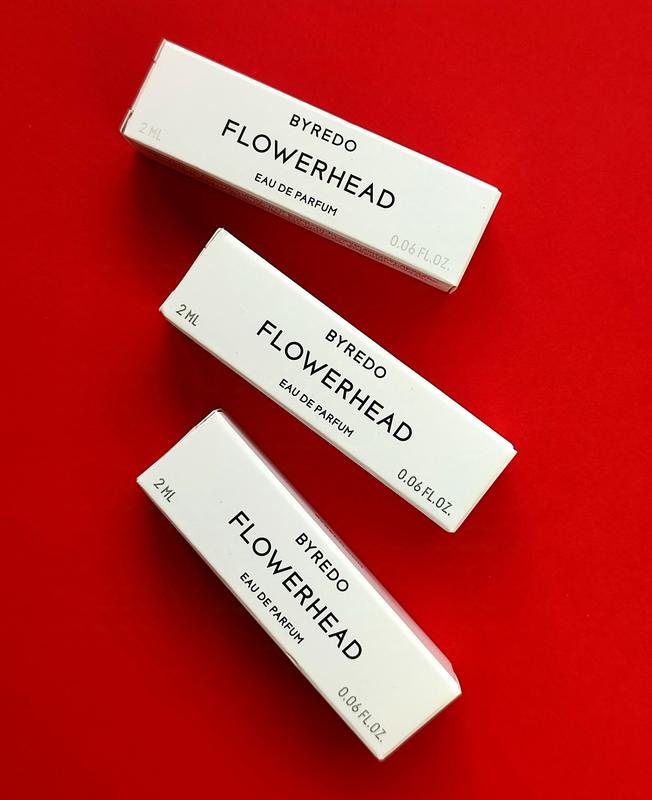 BYREDO
FLOWERHEAD
EAU DE PARFUM
2 ML
0.06 FL.OZ.
BYREDO
FLOWERHEAD
EAU DE PARFUM
2 ML
0.06 FL.OZ.
BYREDO
FLOWERHEAD
EAU DE PARFUM
2 ML
0.06 FL.OZ.